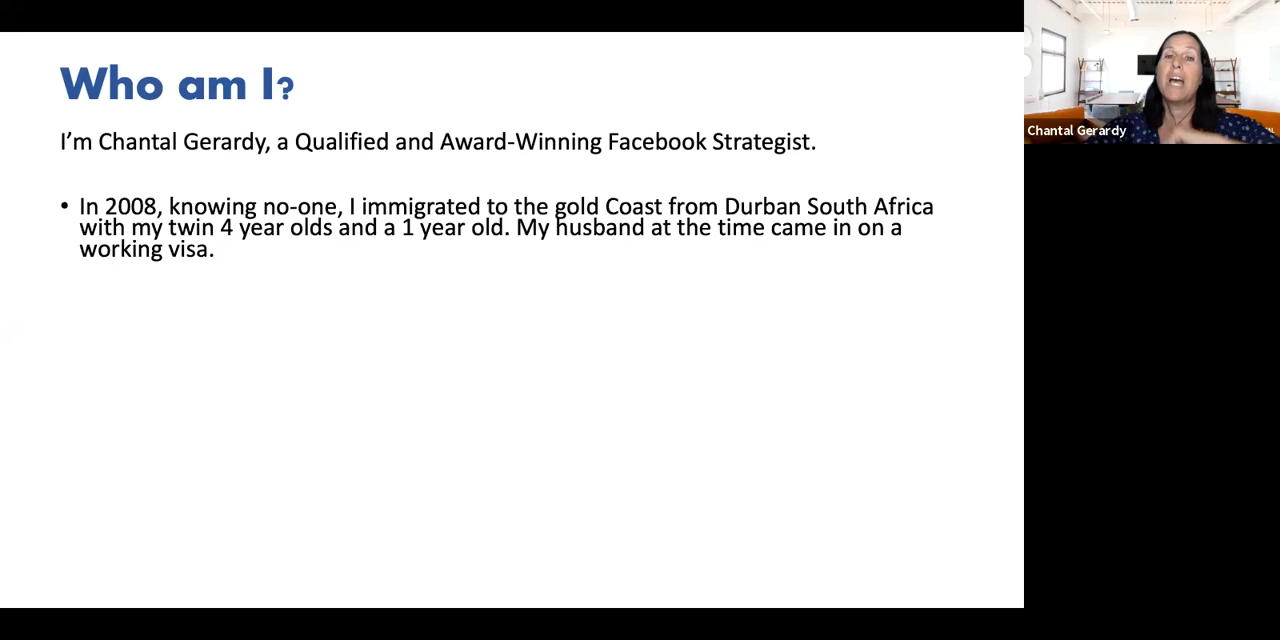 Who am I?
I'm Chantal Gerardy, a Qualified and Award-Winning Facebook Strategist.
• In 2008, knowing no-one, I immigrated to the gold Coast from Durban South Africa
with my twin 4 year olds and a 1 year old. My husband at the time came in on a
working visa.
Chantal Gerardy